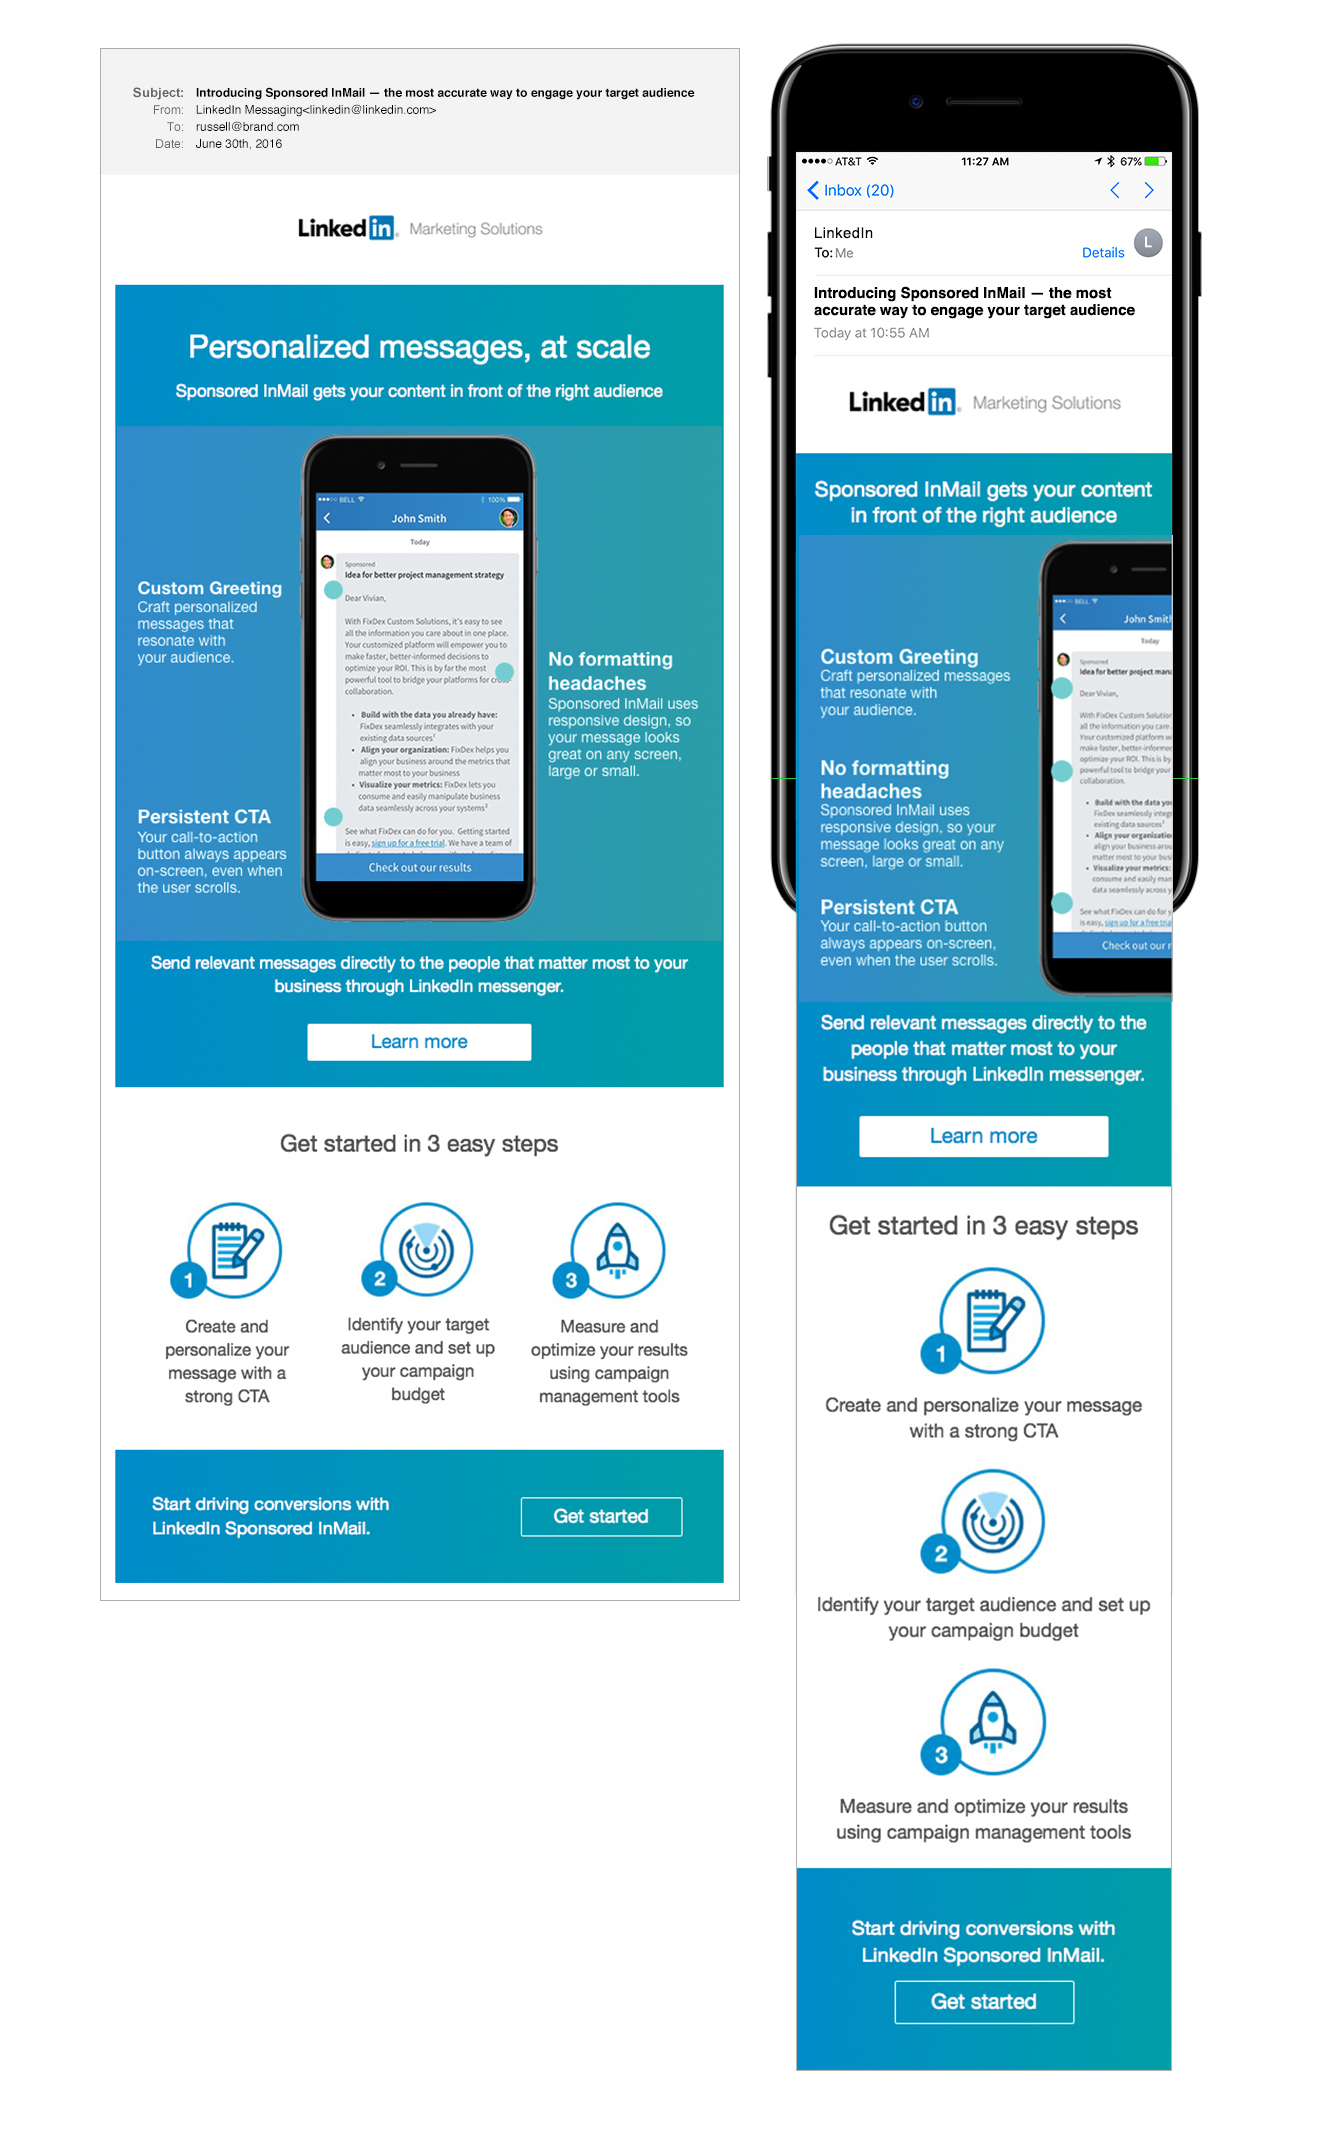 Subject: Introducing Sponsored InMail — the most accurate way to engage your target audience
From: LinkedIn Messaging<linkedin@linkedin.com>
To: russell@brand.com
Date: June 30th, 2016
Linked in. Marketing Solutions
Personalized messages, at scale
Sponsored InMail gets your content in front of the right audience
Custom Greeting
Craft personalized
messages that
resonate with
your audience.
Persistent CTA
Your call-to-action
button always appears
on-screen, even when
the user scrolls.
BELL 100%
John Smith
Today
Sponsored
Idea for better project management strategy
Dear Vivian,
With FixDex Custom Solutions, it's easy to see
all the information you care about in one place.
Your customized platform will empower you to
make faster, better-informed decisions to
optimize your ROI. This is by far the most
powerful tool to bridge your platforms for cross-
collaboration.
• Build with the data you already have:
FixDex seamlessly integrates with your
existing data sources¹
• Align your organization: FixDex helps you
align your business around the metrics that
matter most to your business
• Visualize your metrics: FixDex lets you
consume and easily manipulate business
data seamlessly across your systems²
See what FixDex can do for you. Getting started
is easy, sign up for a free trial. We have a team of
Check out our results
No formatting
headaches
Sponsored InMail uses
responsive design, so
your message looks
great on any screen,
large or small.
Send relevant messages directly to the people that matter most to your
business through LinkedIn messenger.
Learn more
Get started in 3 easy steps
1
Create and
personalize your
message with a
strong CTA
2
Identify your target
audience and set up
your campaign
budget
3
Measure and
optimize your results
using campaign
management tools
Start driving conversions with
LinkedIn Sponsored InMail.
Get started
AT&T 11:27 AM 67%
Inbox (20)
LinkedIn
To: Me Details L
Introducing Sponsored InMail — the most
accurate way to engage your target audience
Today at 10:55 AM
Linked in. Marketing Solutions
Sponsored InMail gets your content
in front of the right audience
Custom Greeting
Craft personalized messages
that resonate with
your audience.
No formatting
headaches
Sponsored InMail uses
responsive design, so your
message looks great on any
screen, large or small.
Persistent CTA
Your call-to-action button
always appears on-screen,
even when the user scrolls.
BELL
John Smit
Today
Sponsored
Idea for better project mana
Dear Vivian,
With FixDex Custom Solution
all the information you care
Your customized platform w
make faster, better-informed
optimize your ROI. This is by
powerful tool to bridge your
collaboration.
• Build with the data yo
FixDex seamlessly integ
existing data sources¹
• Align your organizatio
align your business arou
matter most to your busi
• Visualize your metrics:
consume and easily man
data seamlessly across y
See what FixDex can do for y
is easy, sign up for a free trial
Check out our r
Send relevant messages directly to the
people that matter most to your
business through LinkedIn messenger.
Learn more
Get started in 3 easy steps
1
Create and personalize your message
with a strong CTA
2
Identify your target audience and set up
your campaign budget
3
Measure and optimize your results
using campaign management tools
Start driving conversions with
LinkedIn Sponsored InMail.
Get started